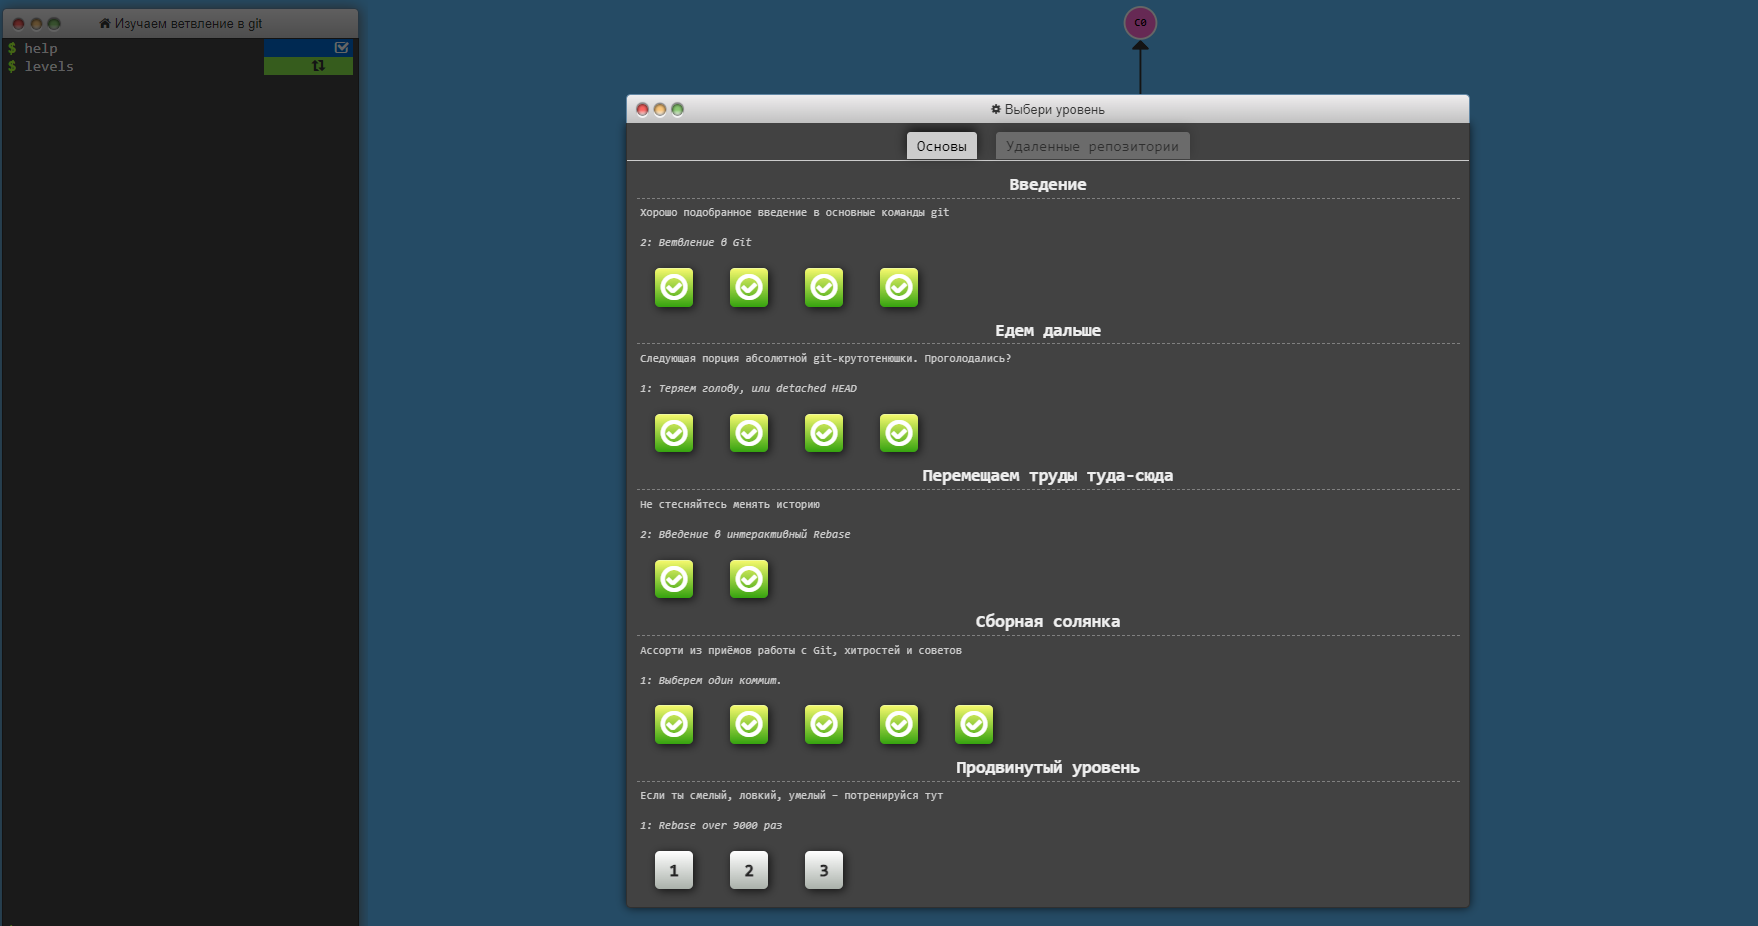 Изучаем ветвление в git
$ help
$ levels
C0
Выбери уровень
Основы
Удаленные репозитории
Введение
Хорошо подобранное введение в основные команды git
2: Ветвление в Git
Едем дальше
Следующая порция абсолютной git-крутотенюшки. Проголодались?
1: Теряем голову, или detached HEAD
Перемещаем труды туда-сюда
Не стесняйтесь менять историю
2: Введение в интерактивный Rebase
Сборная солянка
Ассорти из приёмов работы с Git, хитростей и советов
1: Выберем один коммит.
Продвинутый уровень
Если ты смелый, ловкий, умелый – потренируйся тут
1: Rebase over 9000 раз
1 2 3